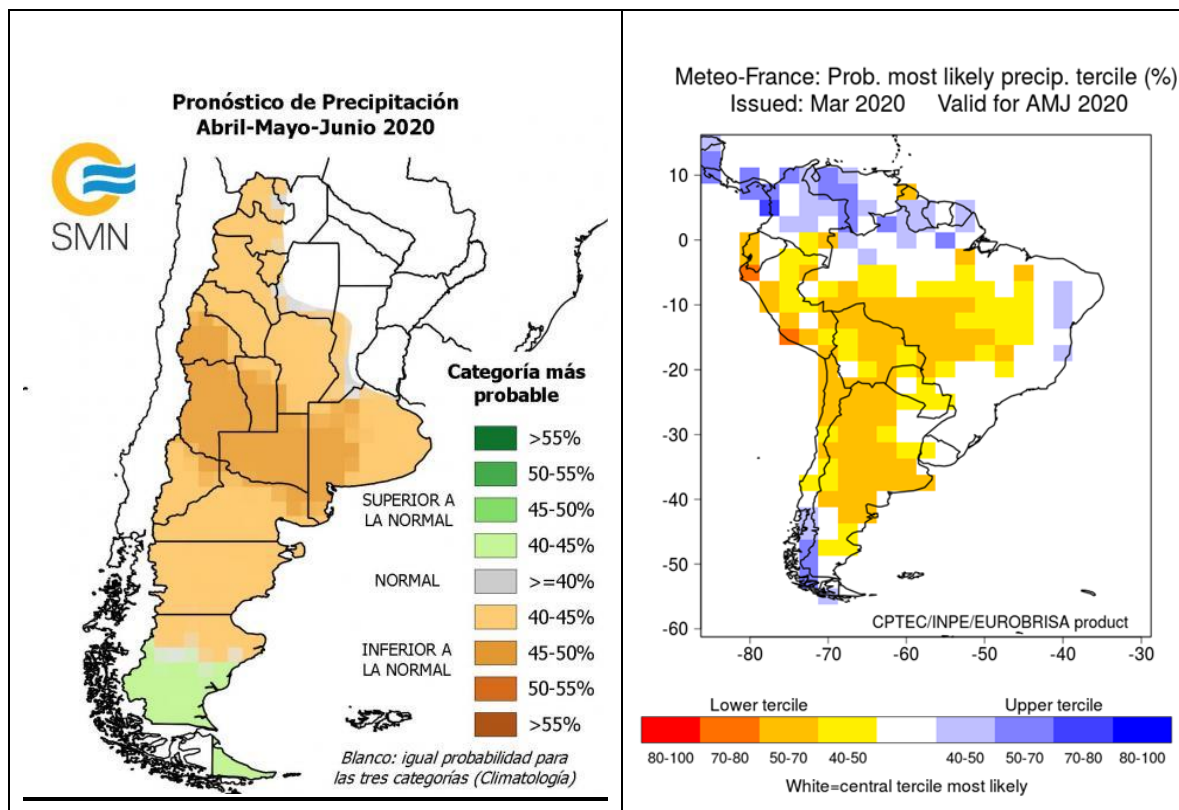 Pronóstico de Precipitación
Abril-Mayo-Junio 2020
SMN
Categoría más
probable
>55%
50-55%
45-50%
SUPERIOR A
LA NORMAL
40-45%
NORMAL
>=40%
40-45%
INFERIOR A
LA NORMAL
45-50%
50-55%
>55%
Blanco: igual probabilidad para
las tres categorías (Climatología)
Meteo-France: Prob. most likely precip. tercile (%)
Issued: Mar 2020 Valid for AMJ 2020
10
0
-10
-20
-30
-40
-50
-60
CPTEC/INPE/EUROBRISA product
-80 -70 -60 -50 -40 -30
Lower tercile Upper tercile
80-100 70-80 50-70 40-50 40-50 50-70 70-80 80-100
White=central tercile most likely